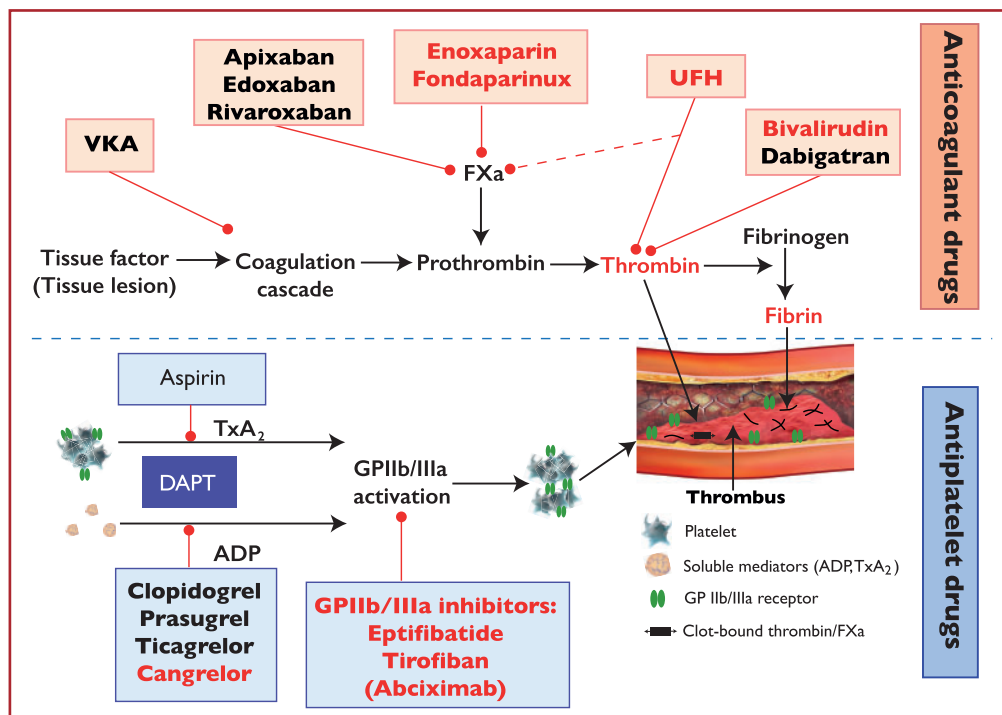 Apixaban
Edoxaban
Rivaroxaban
Enoxaparin
Fondaparinux
UFH
VKA
Bivalirudin
Dabigatran
FXa
Tissue factor
(Tissue lesion)
Coagulation
cascade
Prothrombin
Thrombin
Fibrinogen
Fibrin
Anticoagulant drugs
Aspirin
TxA₂
DAPT
GPIIb/IIIa
activation
ADP
Clopidogrel
Prasugrel
Ticagrelor
Cangrelor
GPIIb/IIIa inhibitors:
Eptifibatide
Tirofiban
(Abciximab)
Thrombus
Platelet
Soluble mediators (ADP,TxA₂)
GP IIb/IIIa receptor
Clot-bound thrombin/FXa
Antiplatelet drugs